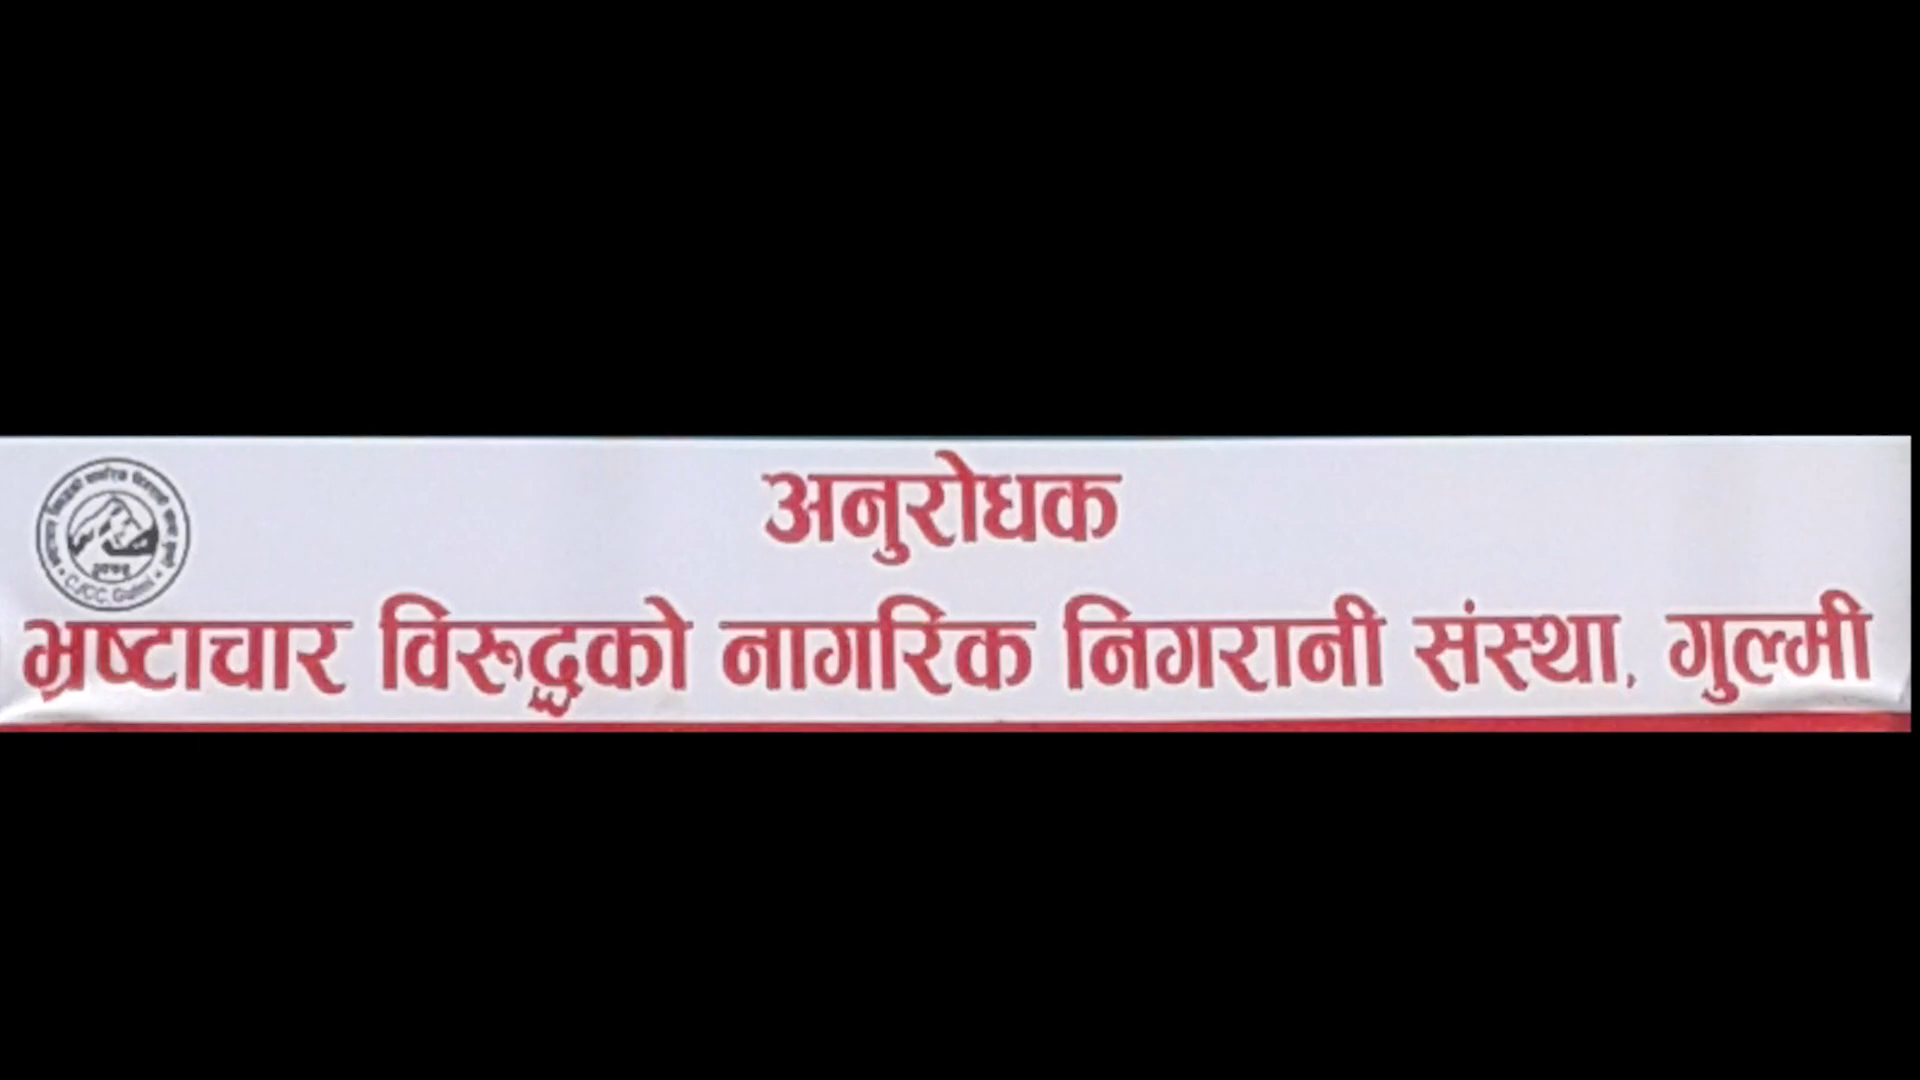 अनुरोधक
भ्रष्टाचार विरुद्धको नागरिक निगरानी संस्था, गुल्मी